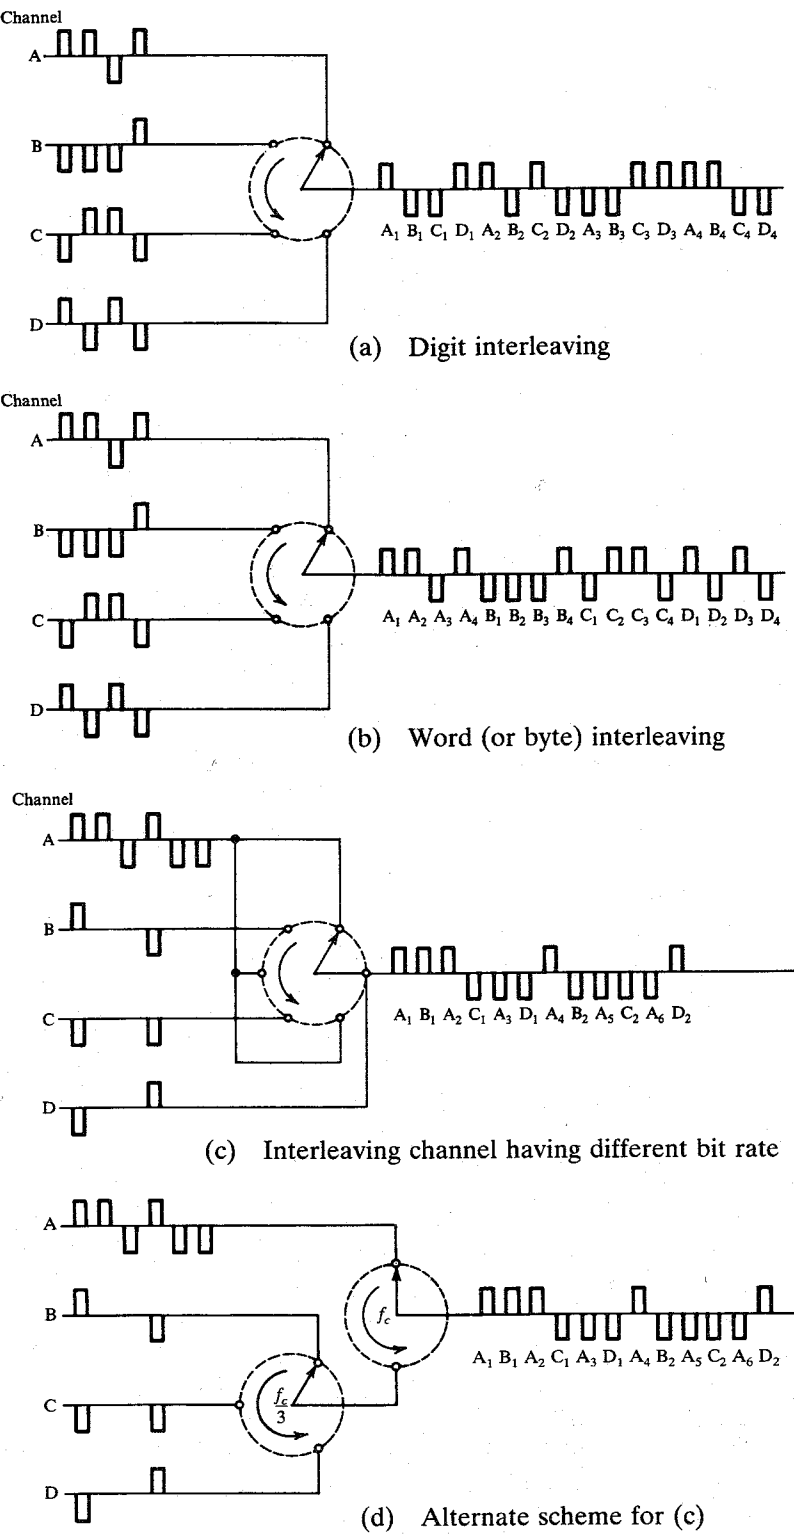 Channel
A
B
A₁ B₁ C₁ D₁ A₂ B₂ C₂ D₂ A₃ B₃ C₃ D₃ A₄ B₄ C₄ D₄
C
D
(a) Digit interleaving
Channel
A
B
A₁ A₂ A₃ A₄ B₁ B₂ B₃ B₄ C₁ C₂ C₃ C₄ D₁ D₂ D₃ D₄
C
D
(b) Word (or byte) interleaving
Channel
A
B
A₁ B₁ A₂ C₁ A₃ D₁ A₄ B₂ A₅ C₂ A₆ D₂
C
D
(c) Interleaving channel having different bit rate
A
B
f_c
A₁ B₁ A₂ C₁ A₃ D₁ A₄ B₂ A₅ C₂ A₆ D₂
C
f_c
3
D
(d) Alternate scheme for (c)